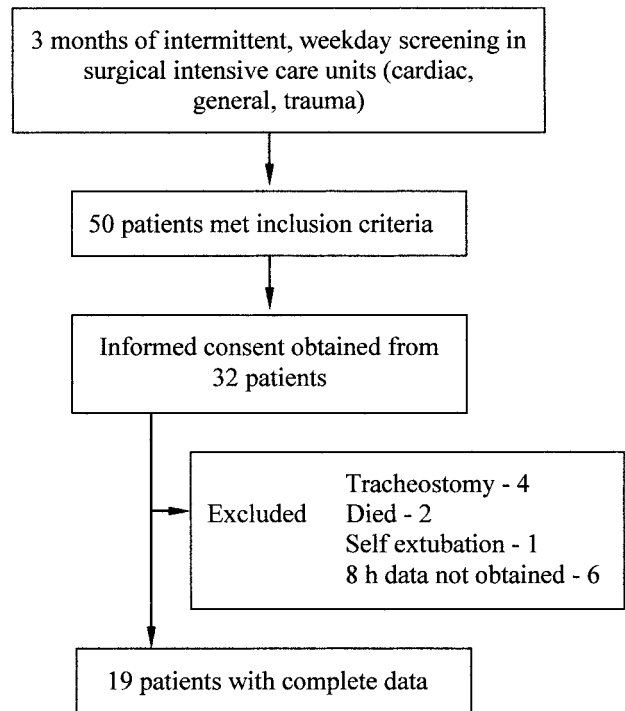 3 months of intermittent, weekday screening in
surgical intensive care units (cardiac,
general, trauma)
50 patients met inclusion criteria
Informed consent obtained from
32 patients
Excluded
Tracheostomy - 4
Died - 2
Self extubation - 1
8 h data not obtained - 6
19 patients with complete data